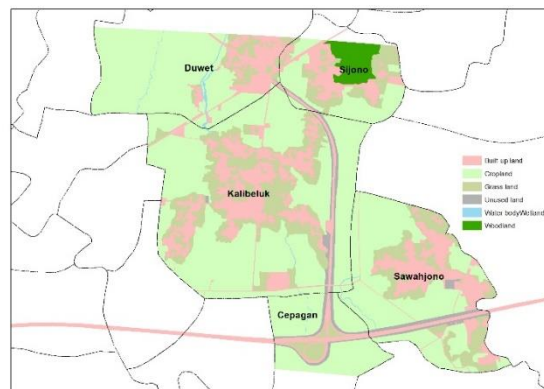 Duwet
Sijono
Kalibeluk
Sawahjono
Cepagan
Built up land
Cropland
Grass land
Unused land
Water body/Wetland
Woodland